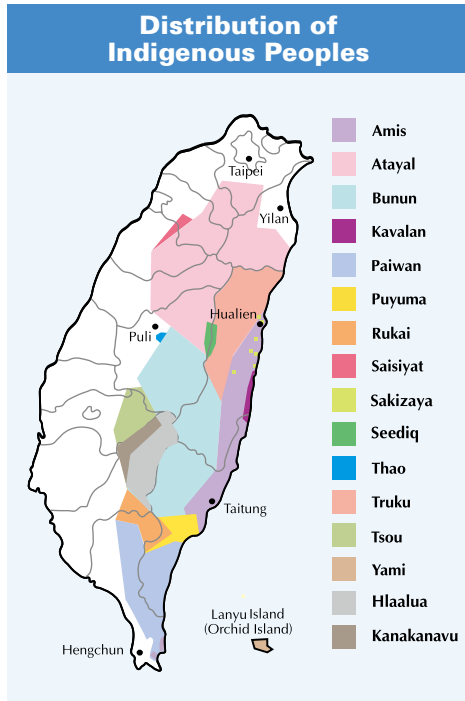 Distribution of
Indigenous Peoples
Taipei
Yilan
Hualien
Puli
Taitung
Lanyu Island
(Orchid Island)
Hengchun
Amis
Atayal
Bunun
Kavalan
Paiwan
Puyuma
Rukai
Saisiyat
Sakizaya
Seediq
Thao
Truku
Tsou
Yami
Hlaalua
Kanakanavu